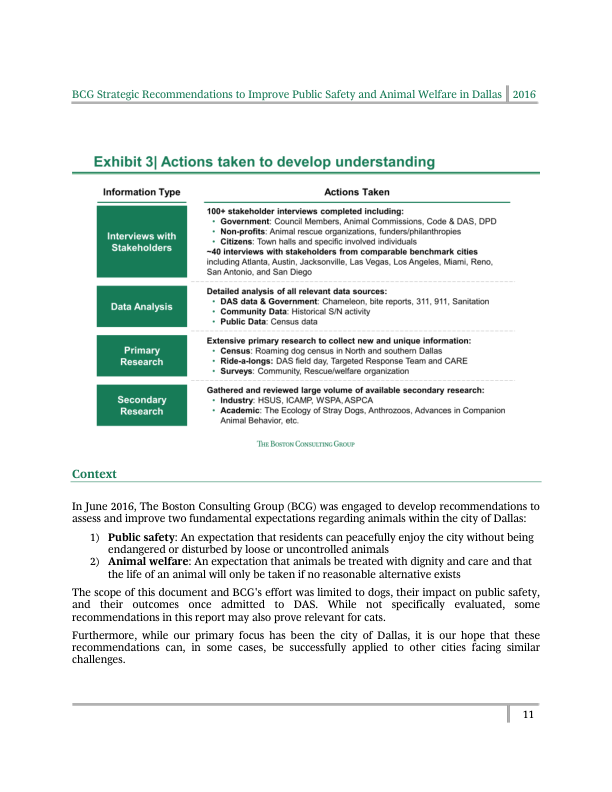 BCG Strategic Recommendations to Improve Public Safety and Animal Welfare in Dallas 2016
Exhibit 3| Actions taken to develop understanding
Information Type
Actions Taken
Interviews with
Stakeholders
100+ stakeholder interviews completed including:
• Government: Council Members, Animal Commissions, Code & DAS, DPD
• Non-profits: Animal rescue organizations, funders/philanthropies
• Citizens: Town halls and specific involved individuals
~40 interviews with stakeholders from comparable benchmark cities
including Atlanta, Austin, Jacksonville, Las Vegas, Los Angeles, Miami, Reno,
San Antonio, and San Diego
Data Analysis
Detailed analysis of all relevant data sources:
• DAS data & Government: Chameleon, bite reports, 311, 911, Sanitation
• Community Data: Historical S/N activity
• Public Data: Census data
Primary
Research
Extensive primary research to collect new and unique information:
• Census: Roaming dog census in North and southern Dallas
• Ride-a-longs: DAS field day, Targeted Response Team and CARE
• Surveys: Community, Rescue/welfare organization
Secondary
Research
Gathered and reviewed large volume of available secondary research:
• Industry: HSUS, ICAMP, WSPA, ASPCA
• Academic: The Ecology of Stray Dogs, Anthrozoos, Advances in Companion
Animal Behavior, etc.
THE BOSTON CONSULTING GROUP
Context
In June 2016, The Boston Consulting Group (BCG) was engaged to develop recommendations to
assess and improve two fundamental expectations regarding animals within the city of Dallas:
1) Public safety: An expectation that residents can peacefully enjoy the city without being
endangered or disturbed by loose or uncontrolled animals
2) Animal welfare: An expectation that animals be treated with dignity and care and that
the life of an animal will only be taken if no reasonable alternative exists
The scope of this document and BCG's effort was limited to dogs, their impact on public safety,
and their outcomes once admitted to DAS. While not specifically evaluated, some
recommendations in this report may also prove relevant for cats.
Furthermore, while our primary focus has been the city of Dallas, it is our hope that these
recommendations can, in some cases, be successfully applied to other cities facing similar
challenges.
11